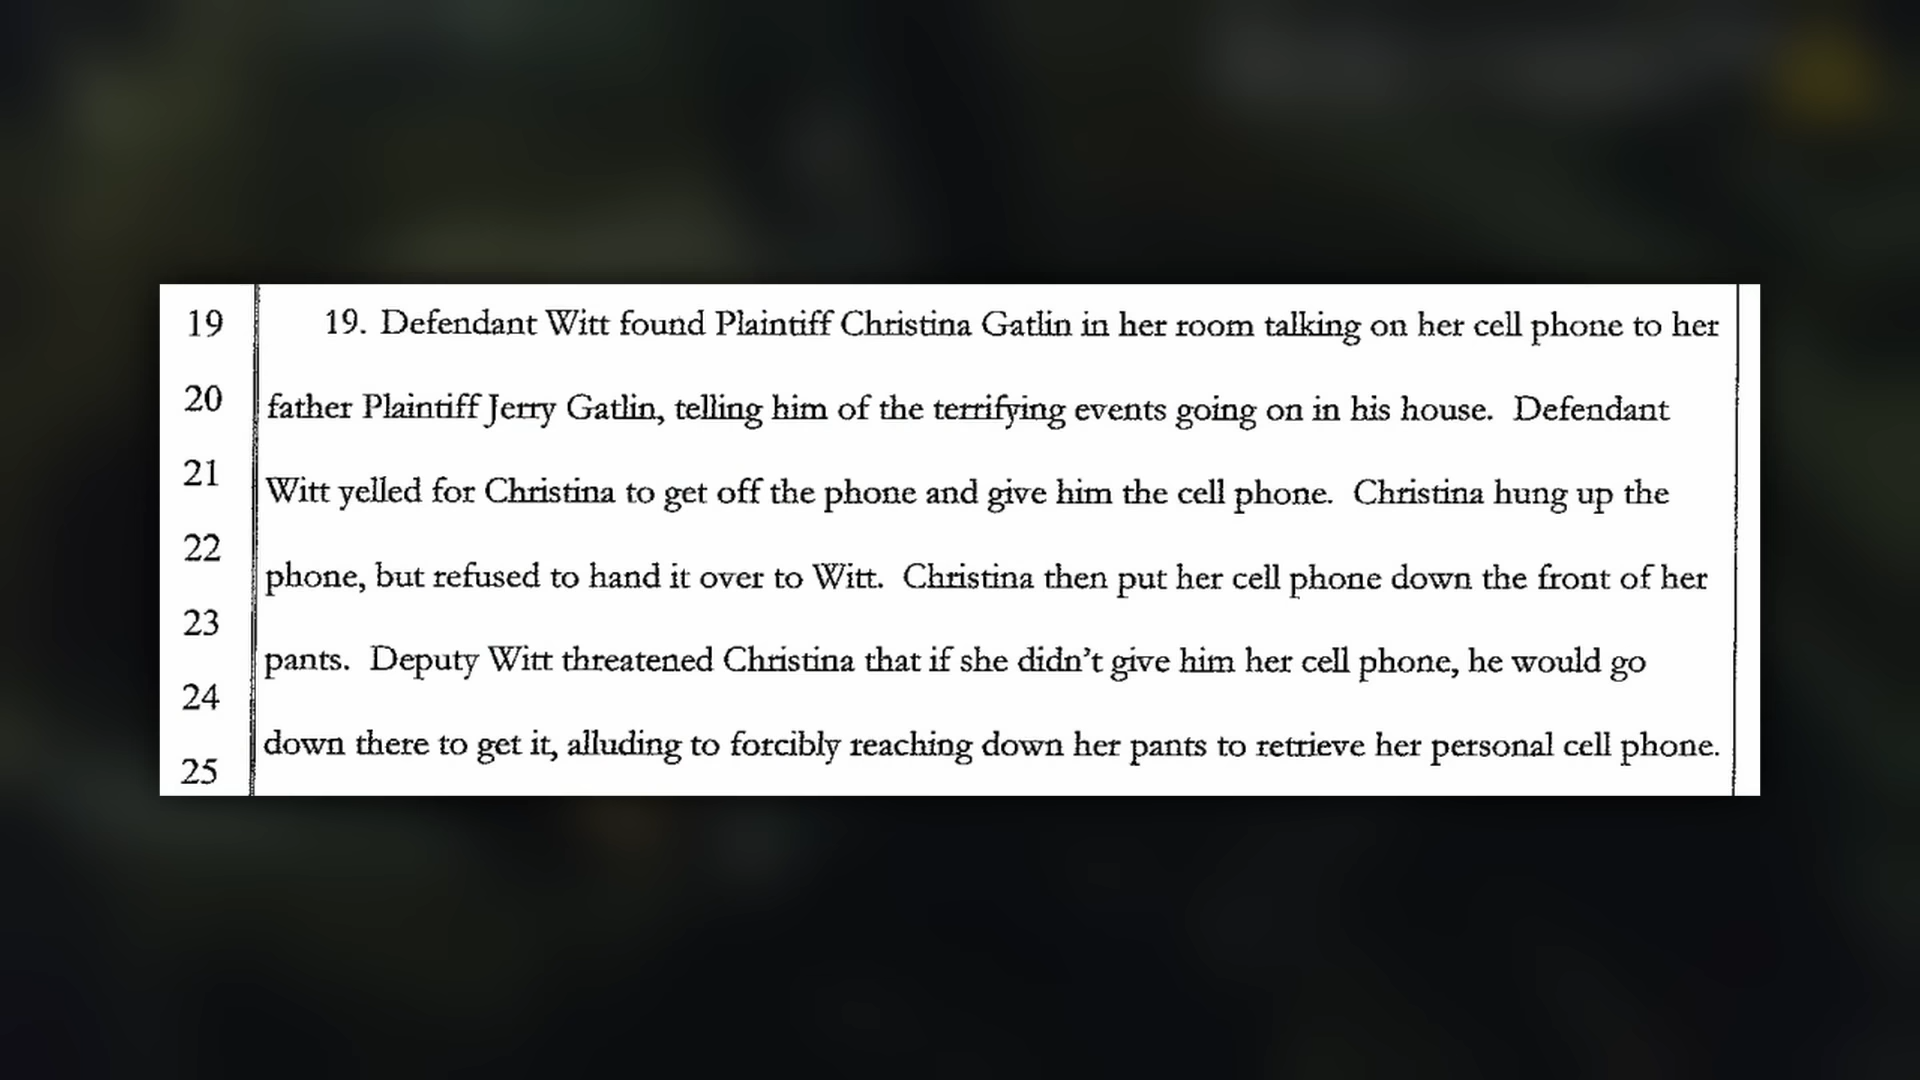 19 19. Defendant Witt found Plaintiff Christina Gatlin in her room talking on her cell phone to her
20 father Plaintiff Jerry Gatlin, telling him of the terrifying events going on in his house. Defendant
21 Witt yelled for Christina to get off the phone and give him the cell phone. Christina hung up the
22 phone, but refused to hand it over to Witt. Christina then put her cell phone down the front of her
23 pants. Deputy Witt threatened Christina that if she didn't give him her cell phone, he would go
24 down there to get it, alluding to forcibly reaching down her pants to retrieve her personal cell phone.
25